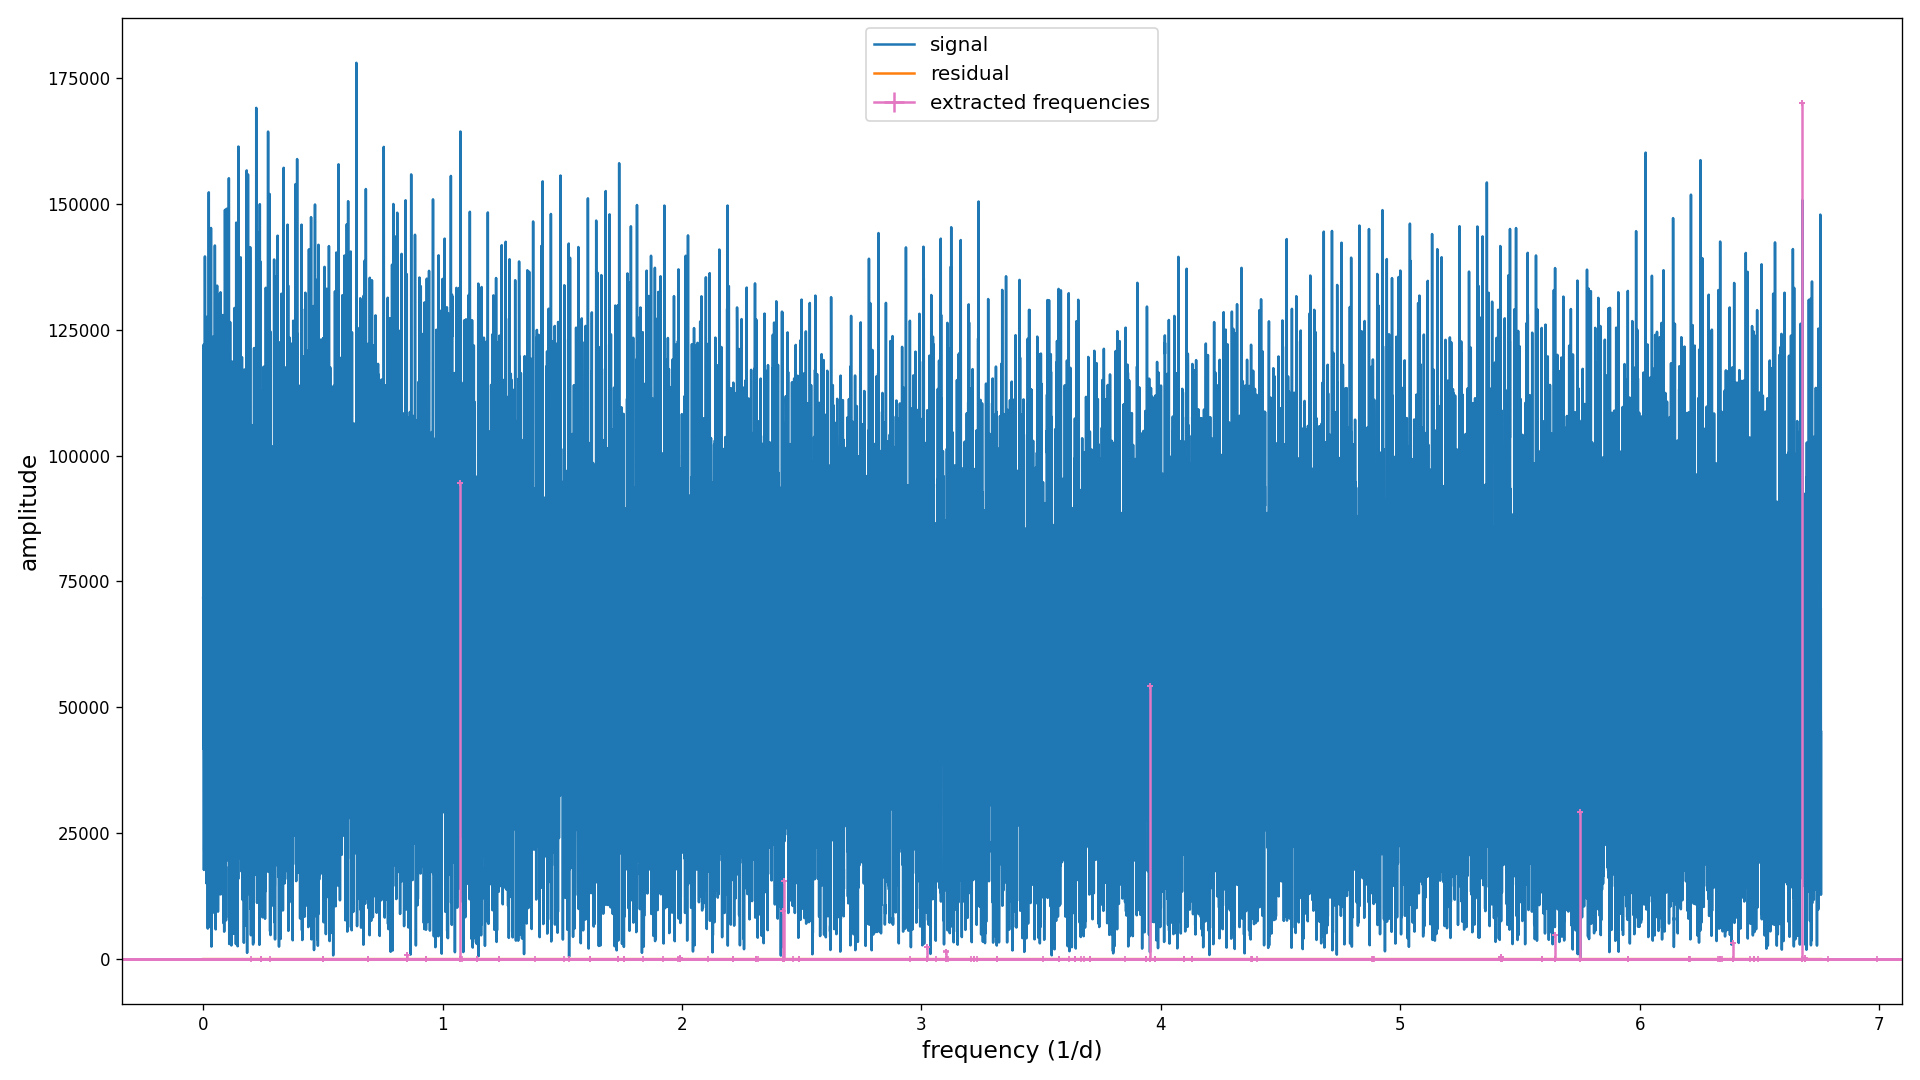 signal
residual
extracted frequencies
175000
150000
125000
100000
75000
50000
25000
0
amplitude
0 1 2 3 4 5 6 7
frequency (1/d)